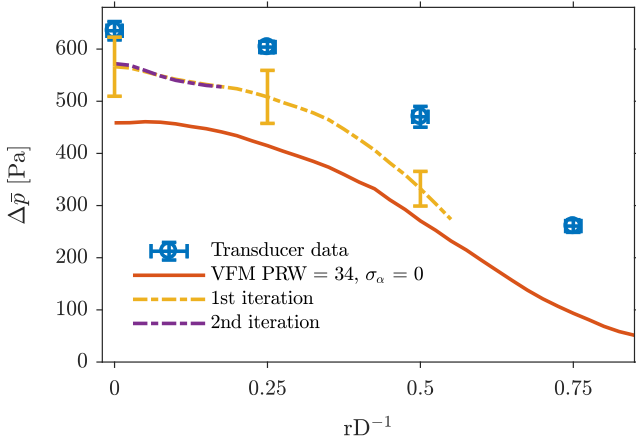 600
500
400
300
200
100
0
Δp̄ [Pa]
Transducer data
VFM PRW = 34, σα = 0
1st iteration
2nd iteration
0 0.25 0.5 0.75
rD⁻¹